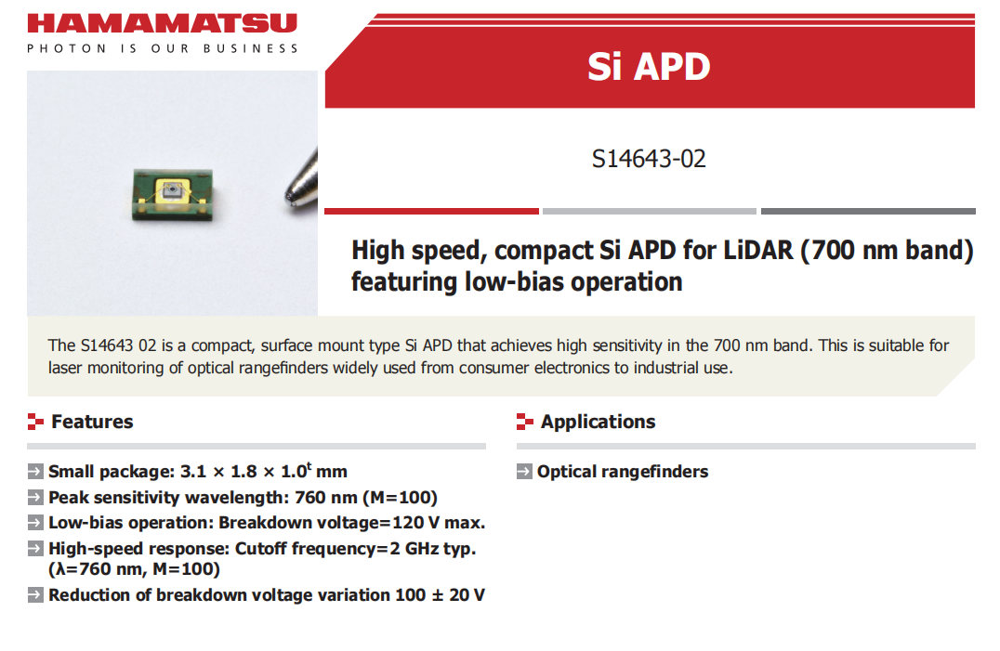 HAMAMATSU
PHOTON IS OUR BUSINESS
Si APD
S14643-02
High speed, compact Si APD for LiDAR (700 nm band)
featuring low-bias operation
The S14643 02 is a compact, surface mount type Si APD that achieves high sensitivity in the 700 nm band. This is suitable for
laser monitoring of optical rangefinders widely used from consumer electronics to industrial use.
Features
Small package: 3.1 × 1.8 × 1.0t mm
Peak sensitivity wavelength: 760 nm (M=100)
Low-bias operation: Breakdown voltage=120 V max.
High-speed response: Cutoff frequency=2 GHz typ.
(λ=760 nm, M=100)
Reduction of breakdown voltage variation 100 ± 20 V
Applications
Optical rangefinders